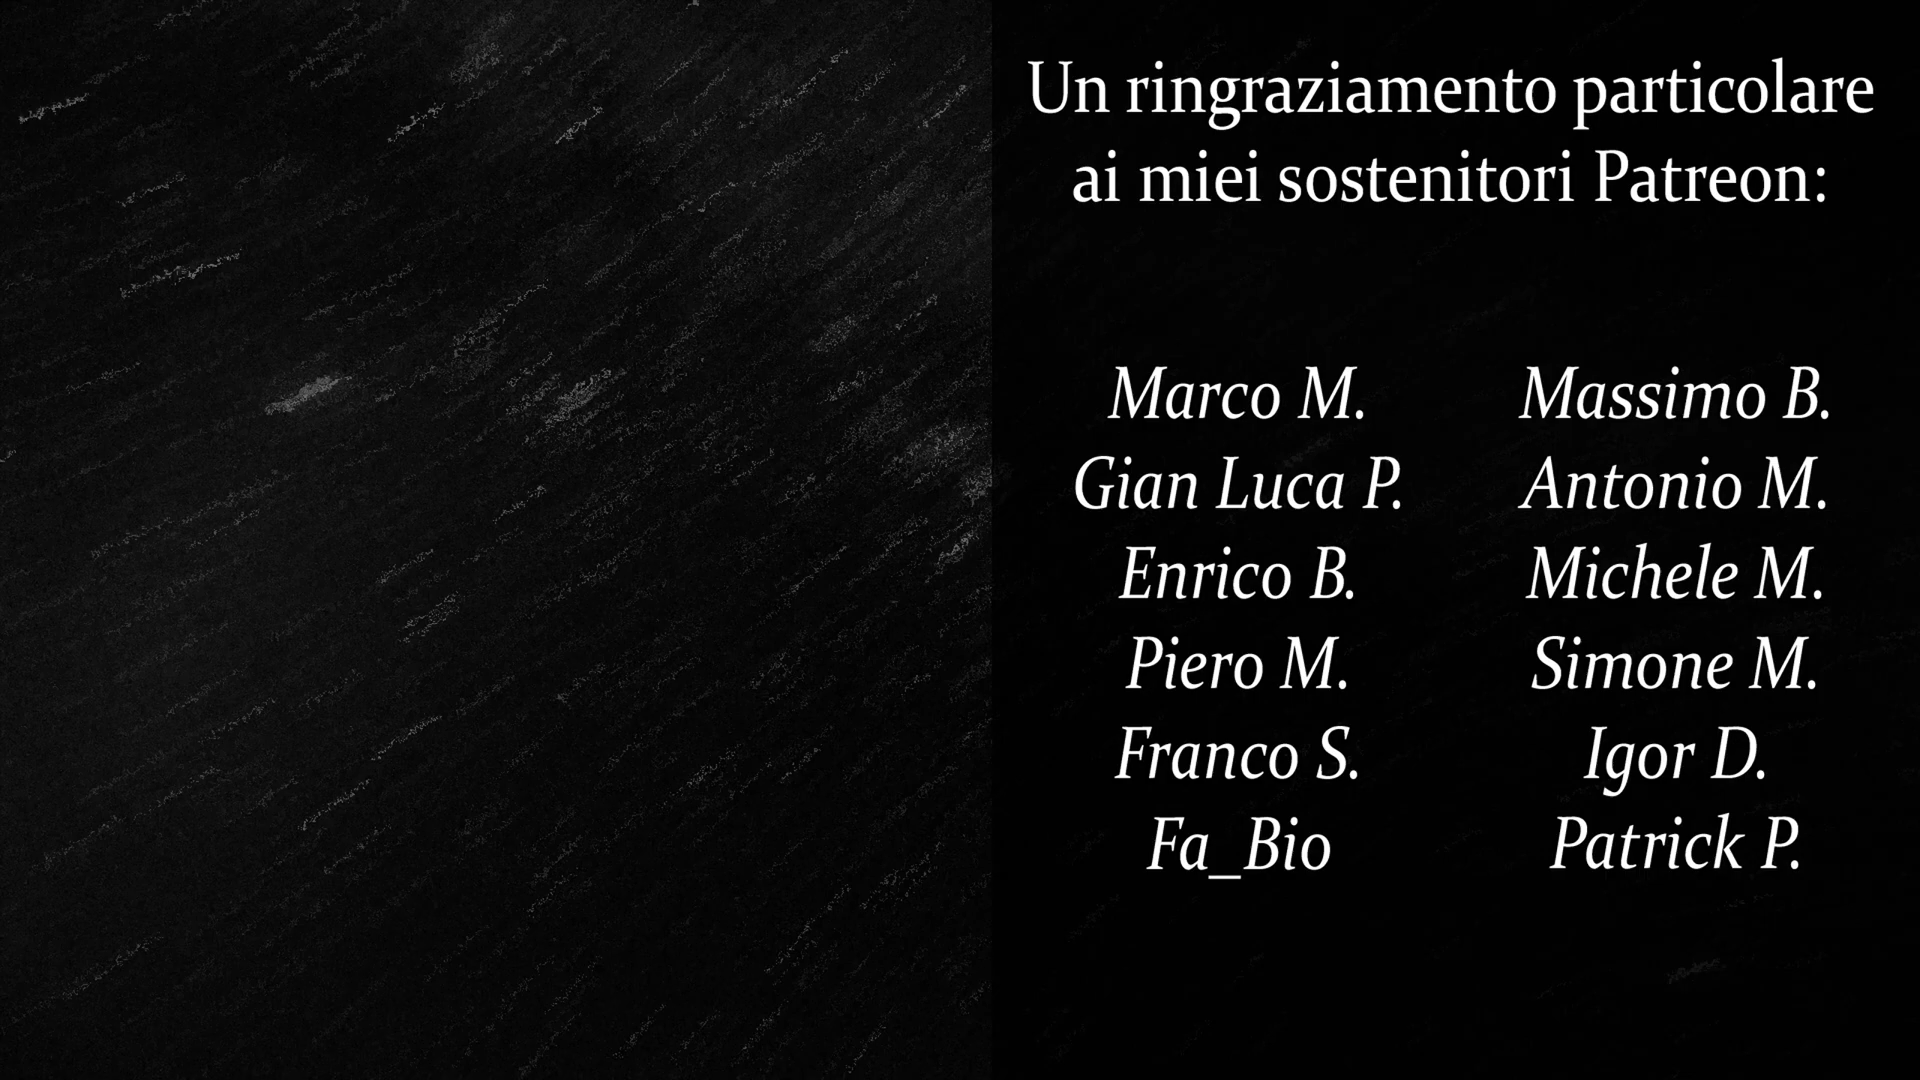 Un ringraziamento particolare
ai miei sostenitori Patreon:
Marco M.
Gian Luca P.
Enrico B.
Piero M.
Franco S.
Fa_Bio
Massimo B.
Antonio M.
Michele M.
Simone M.
Igor D.
Patrick P.